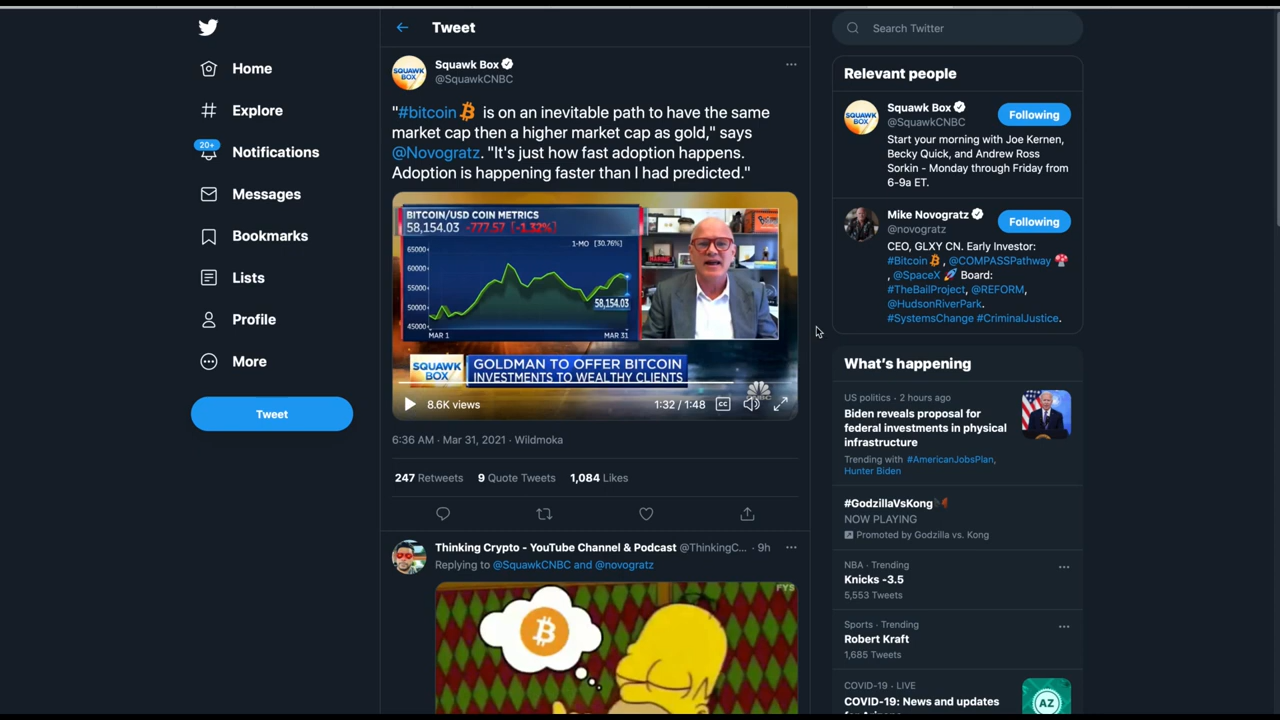 Home
Explore
20+
Notifications
Messages
Bookmarks
Lists
Profile
More
Tweet
Tweet
SQUAWK BOX
Squawk Box
@SquawkCNBC
"#bitcoin is on an inevitable path to have the same
market cap then a higher market cap as gold," says
@Novogratz. "It's just how fast adoption happens.
Adoption is happening faster than I had predicted."
BITCOIN/USD COIN METRICS
58,154.03 -777.57 [-1.32%]
1-MO [30.76%]
65000
60000
55000
50000
45000
58,154.03
MAR 1
MAR 31
SQUAWK BOX
GOLDMAN TO OFFER BITCOIN
INVESTMENTS TO WEALTHY CLIENTS
8.6K views
1:32 / 1:48
CC
6:36 AM · Mar 31, 2021 · Wildmoka
247 Retweets 9 Quote Tweets 1,084 Likes
Thinking Crypto - YouTube Channel & Podcast @ThinkingC... · 9h
Replying to @SquawkCNBC and @novogratz
FYS
Search Twitter
Relevant people
SQUAWK BOX
Squawk Box
@SquawkCNBC
Following
Start your morning with Joe Kernen,
Becky Quick, and Andrew Ross
Sorkin - Monday through Friday from
6-9a ET.
Mike Novogratz
@novogratz
Following
CEO, GLXY CN. Early Investor:
#Bitcoin , @COMPASSPathway
, @SpaceX Board:
#TheBailProject, @REFORM,
@HudsonRiverPark.
#SystemsChange #CriminalJustice.
What's happening
US politics · 2 hours ago
Biden reveals proposal for
federal investments in physical
infrastructure
Trending with #AmericanJobsPlan,
Hunter Biden
#GodzillaVsKong
NOW PLAYING
Promoted by Godzilla vs. Kong
NBA · Trending
Knicks -3.5
5,553 Tweets
Sports · Trending
Robert Kraft
1,685 Tweets
COVID-19 · LIVE
COVID-19: News and updates
for Arizona
AZ